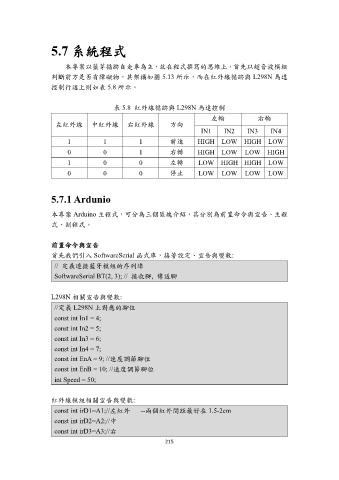 5.7 系統程式
本專案以藍芽循跡自走車為主，故在程式撰寫的思維上，首先以超音波模組
判斷前方是否有障礙物，其架構如圖 5.13 所示，而在紅外線循跡與 L298N 馬達
控制行進上則如表 5.8 所示。
表 5.8 紅外線循跡與 L298N 馬達控制
左紅外線 中紅外線 右紅外線 方向 左輪 右輪
IN1 IN2 IN3 IN4
1 1 1 前進 HIGH LOW HIGH LOW
0 0 1 右轉 HIGH LOW LOW HIGH
1 0 0 左轉 LOW HIGH HIGH LOW
0 0 0 停止 LOW LOW LOW LOW
5.7.1 Ardunio
本專案 Arduino 主程式，可分為三個區塊介紹，其分別為前置命令與宣告、主程
式、副程式。
前置命令與宣告
首先我們引入 SoftwareSerial 函式庫，接著設定、宣告與變數:
// 定義連接藍牙模組的序列埠
SoftwareSerial BT(2, 3); // 接收腳, 傳送腳
L298N 相關宣告與變數:
//定義 L298N 上對應的腳位
const int In1 = 4;
const int In2 = 5;
const int In3 = 6;
const int In4 = 7;
const int EnA = 9; //速度調節腳位
const int EnB = 10; //速度調節腳位
int Speed = 50;
紅外線模組相關宣告與變數:
const int irD1=A1;//左紅外 --兩個紅外間距最好在 1.5-2cm
const int irD2=A2;//中
const int irD3=A3;//右
215